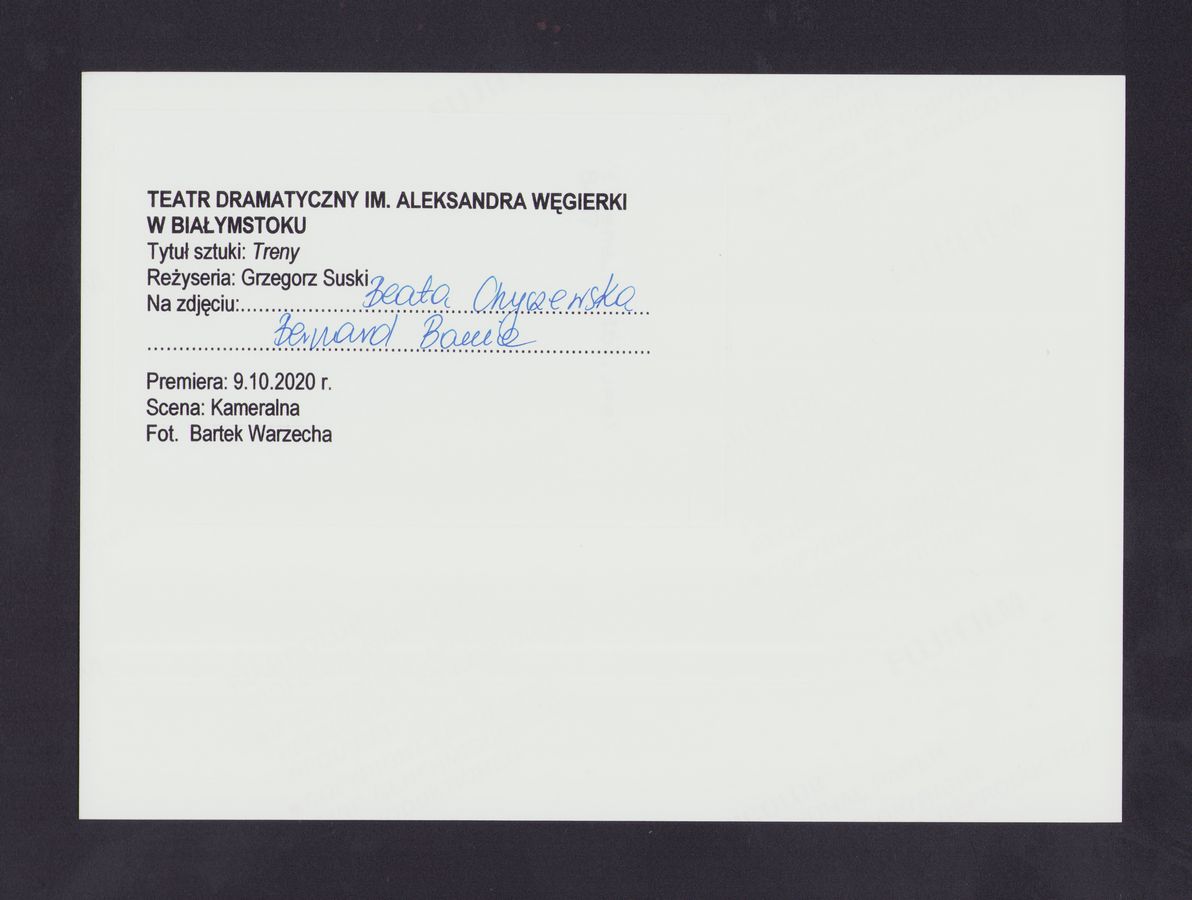 TEATR DRAMATYCZNY IM. ALEKSANDRA WĘGIERKI
W BIAŁYMSTOKU
Tytuł sztuki: Treny
Reżyseria: Grzegorz Suski
Na zdjęciu: Beata Chyczewska
Bernard Bania
Premiera: 9.10.2020 r.
Scena: Kameralna
Fot. Bartek Warzecha